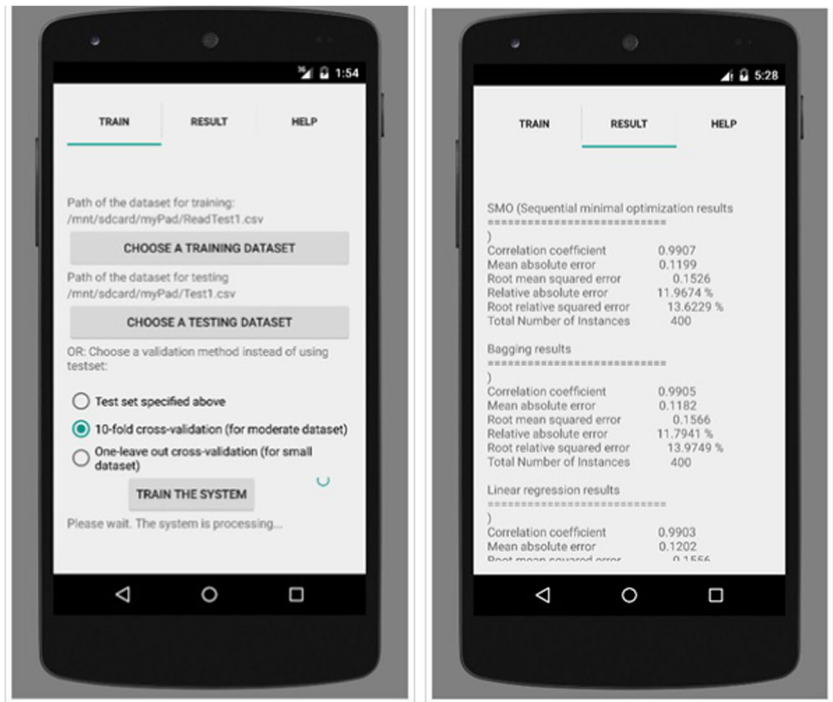 1:54
TRAIN RESULT HELP
Path of the dataset for training:
/mnt/sdcard/myPad/ReadTest1.csv
CHOOSE A TRAINING DATASET
Path of the dataset for testing
/mnt/sdcard/myPad/Test1.csv
CHOOSE A TESTING DATASET
OR: Choose a validation method instead of using
testset:
Test set specified above
10-fold cross-validation (for moderate dataset)
One-leave out cross-validation (for small
dataset)
TRAIN THE SYSTEM
Please wait. The system is processing...
5:28
TRAIN RESULT HELP
SMO (Sequential minimal optimization results
===========================
)
Correlation coefficient 0.9907
Mean absolute error 0.1199
Root mean squared error 0.1526
Relative absolute error 11.9674 %
Root relative squared error 13.6229 %
Total Number of Instances 400
Bagging results
===========================
)
Correlation coefficient 0.9905
Mean absolute error 0.1182
Root mean squared error 0.1566
Relative absolute error 11.7941 %
Root relative squared error 13.9749 %
Total Number of Instances 400
Linear regression results
===========================
)
Correlation coefficient 0.9903
Mean absolute error 0.1202
Root mean squared error 0.1556